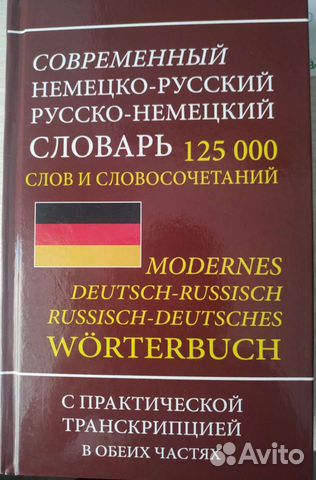 СОВРЕМЕННЫЙ
НЕМЕЦКО-РУССКИЙ
РУССКО-НЕМЕЦКИЙ
СЛОВАРЬ 125 000
СЛОВ И СЛОВОСОЧЕТАНИЙ
MODERNES
DEUTSCH-RUSSISCH
RUSSISCH-DEUTSCHES
WÖRTERBUCH
С ПРАКТИЧЕСКОЙ
ТРАНСКРИПЦИЕЙ
В ОБЕИХ ЧАСТЯХ
Avito